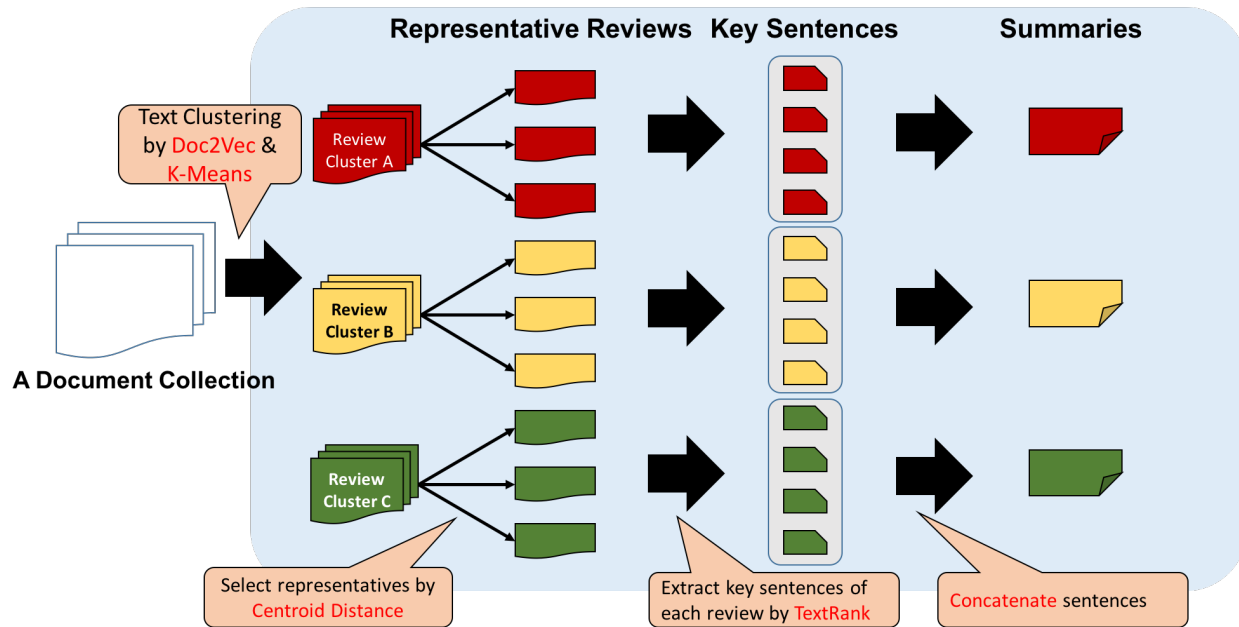 Representative Reviews
Key Sentences
Summaries
Text Clustering
by Doc2Vec &
K-Means
Review
Cluster A
Review
Cluster B
A Document Collection
Review
Cluster C
Select representatives by
Centroid Distance
Extract key sentences of
each review by TextRank
Concatenate sentences